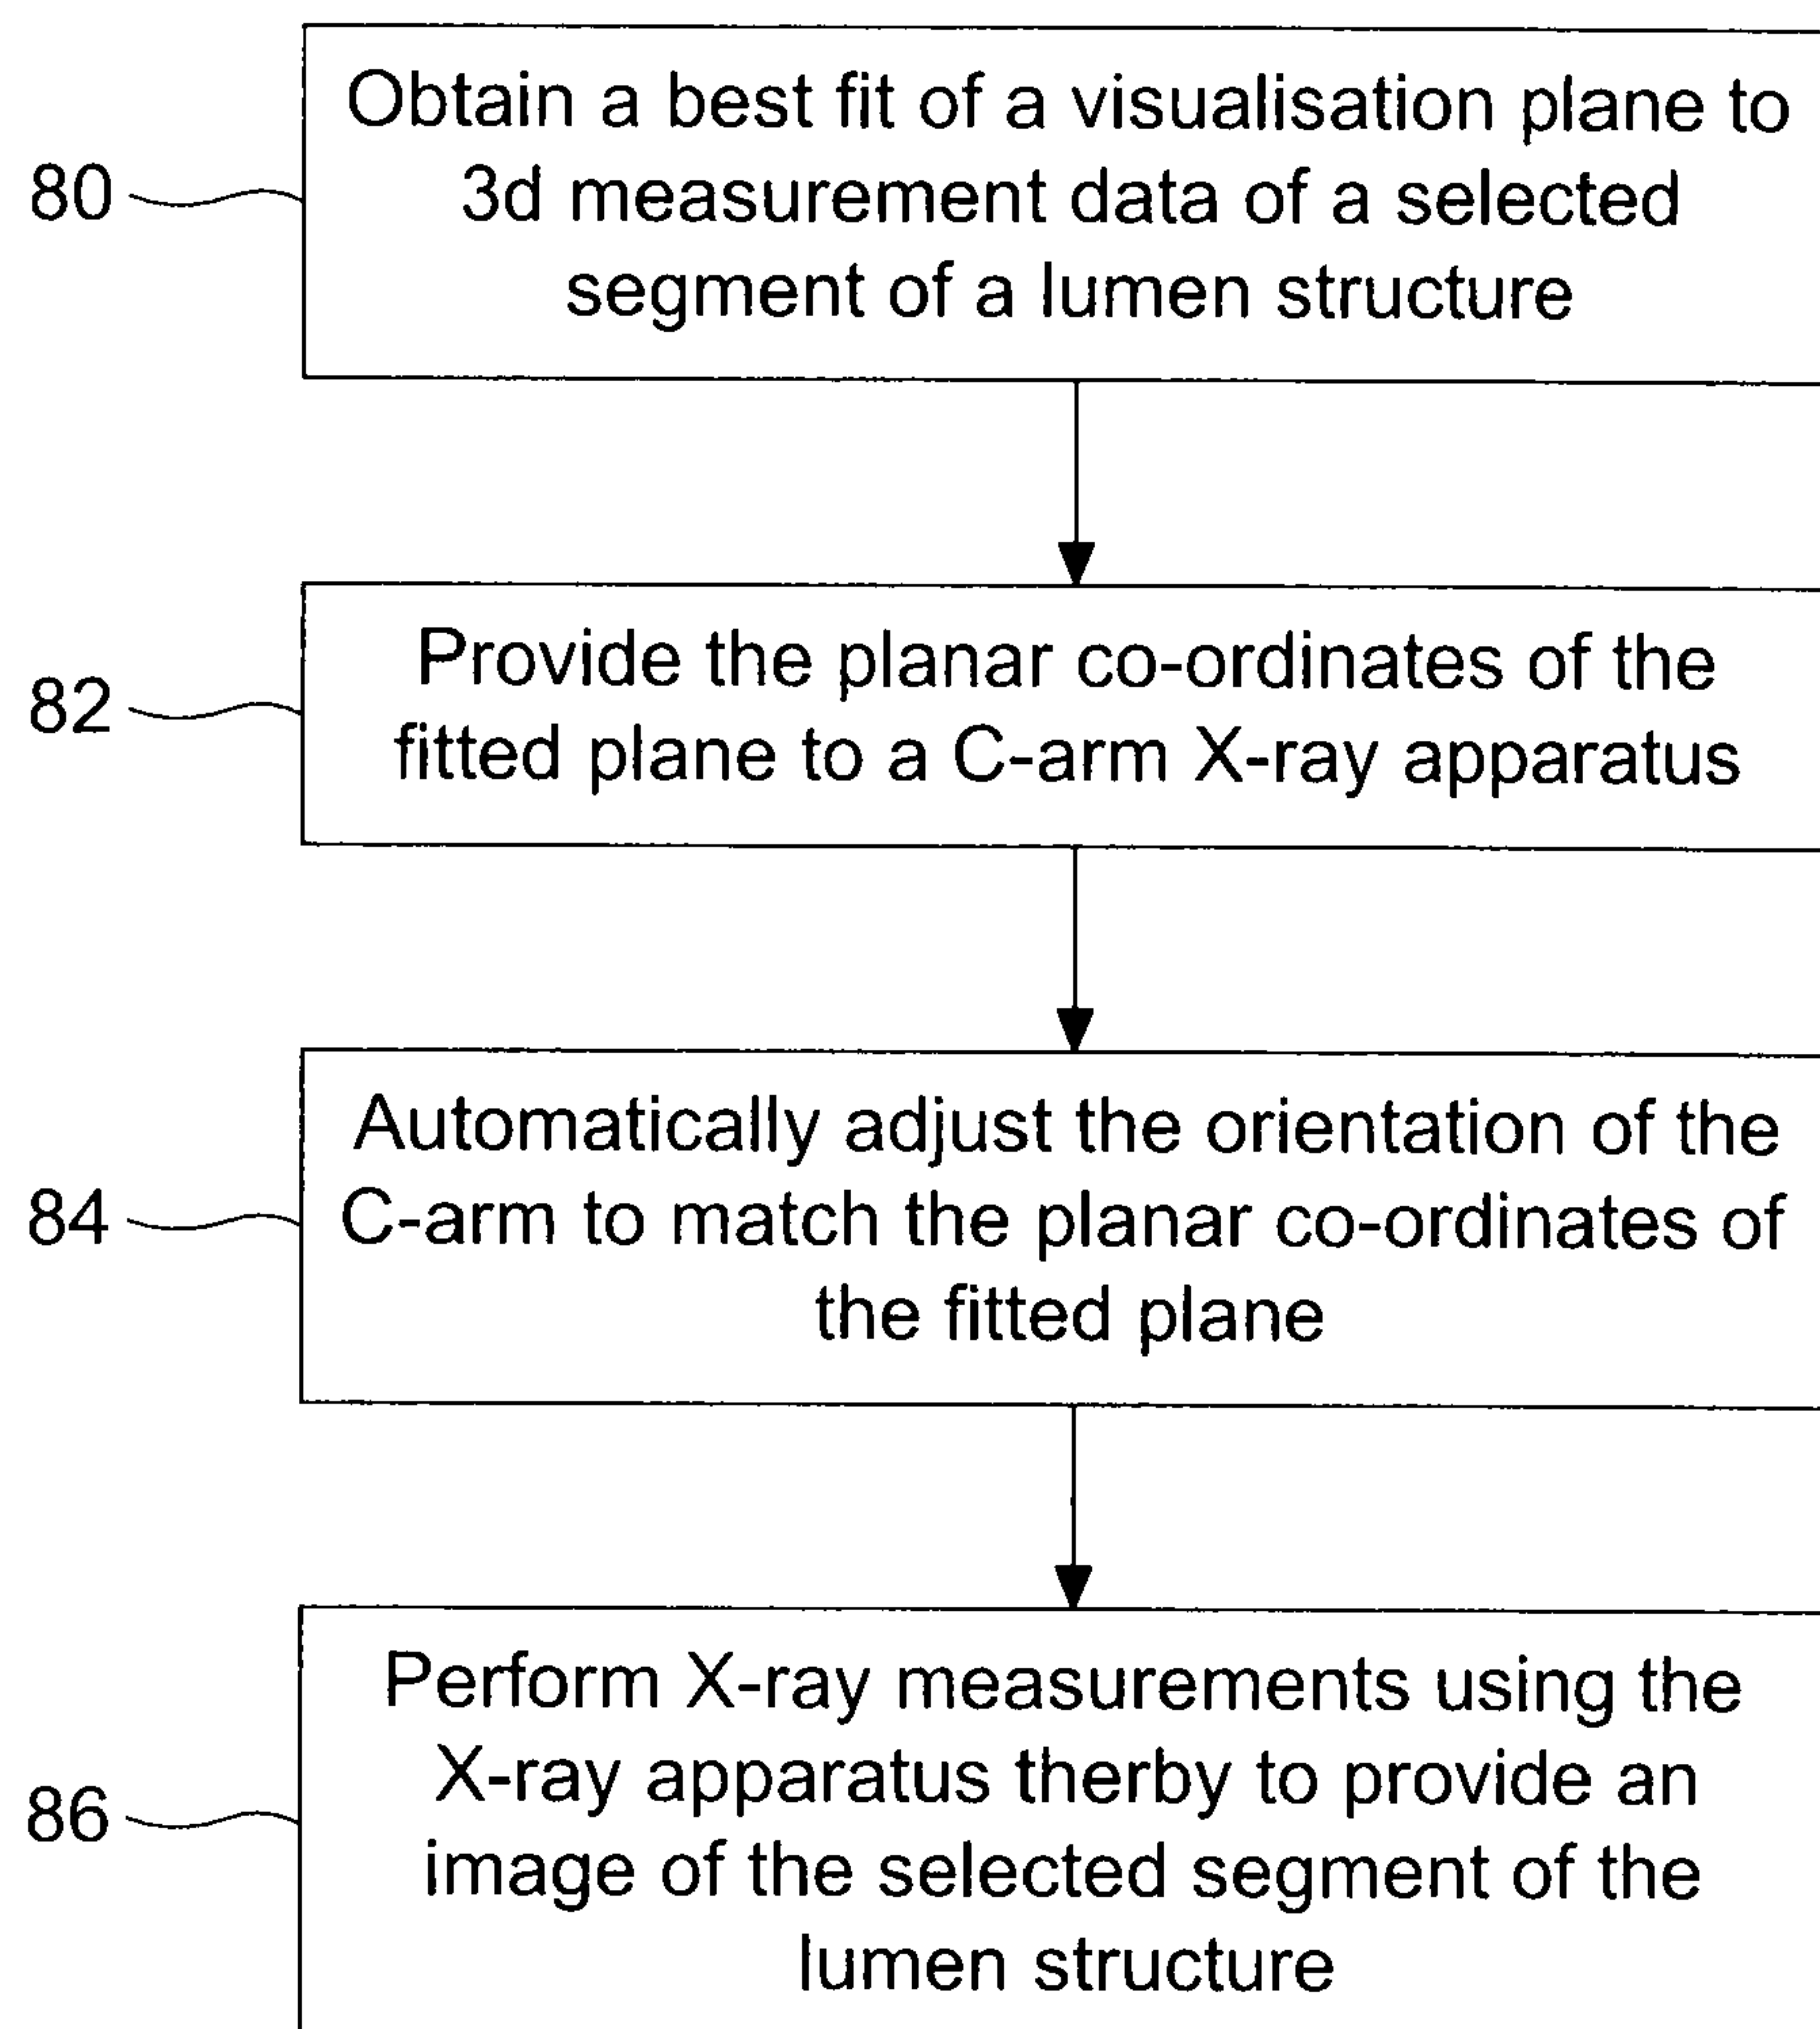 Obtain a best fit of a visualisation plane to
80
3d measurement data of a selected
segment of a lumen structure
Provide the planar co-ordinates of the
82
fitted plane to a C-arm X-ray apparatus
Automatically adjust the orientation of the
84
C-arm to match the planar co-ordinates of
the fitted plane
Perform X-ray measurements using the
X-ray apparatus therby to provide an
86
image of the selected segment of the
lumen structure